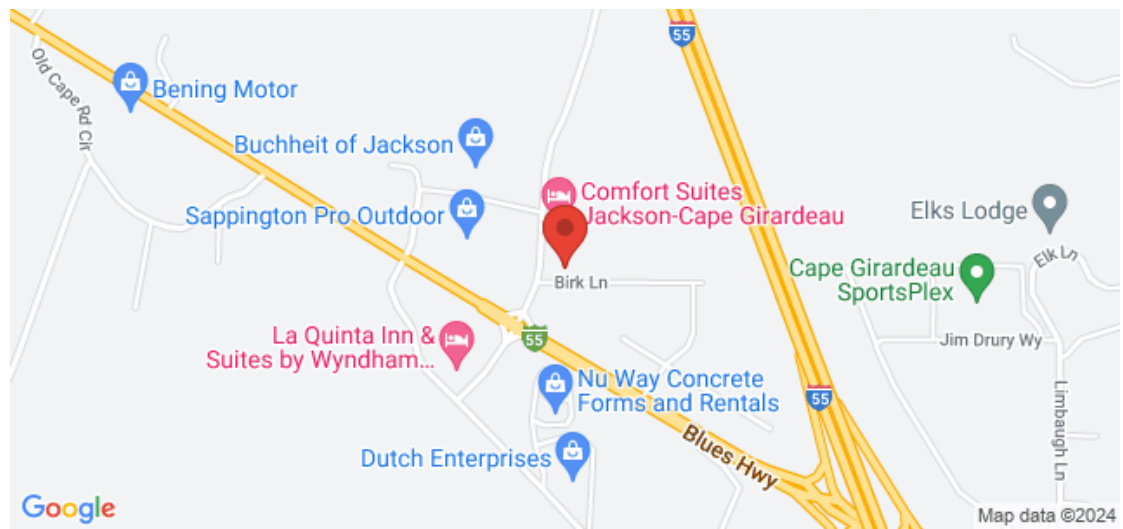 55
Old Cape Rd Cir
Bening Motor
Buchheit of Jackson
Comfort Suites
Jackson-Cape Girardeau
Sappington Pro Outdoor
Elks Lodge
Elk Ln
Cape Girardeau
SportsPlex
Birk Ln
La Quinta Inn &
Suites by Wyndham...
55
Jim Drury Wy
Nu Way Concrete
Forms and Rentals
55
Limbaugh Ln
Blues Hwy
Dutch Enterprises
Google
Map data ©2024